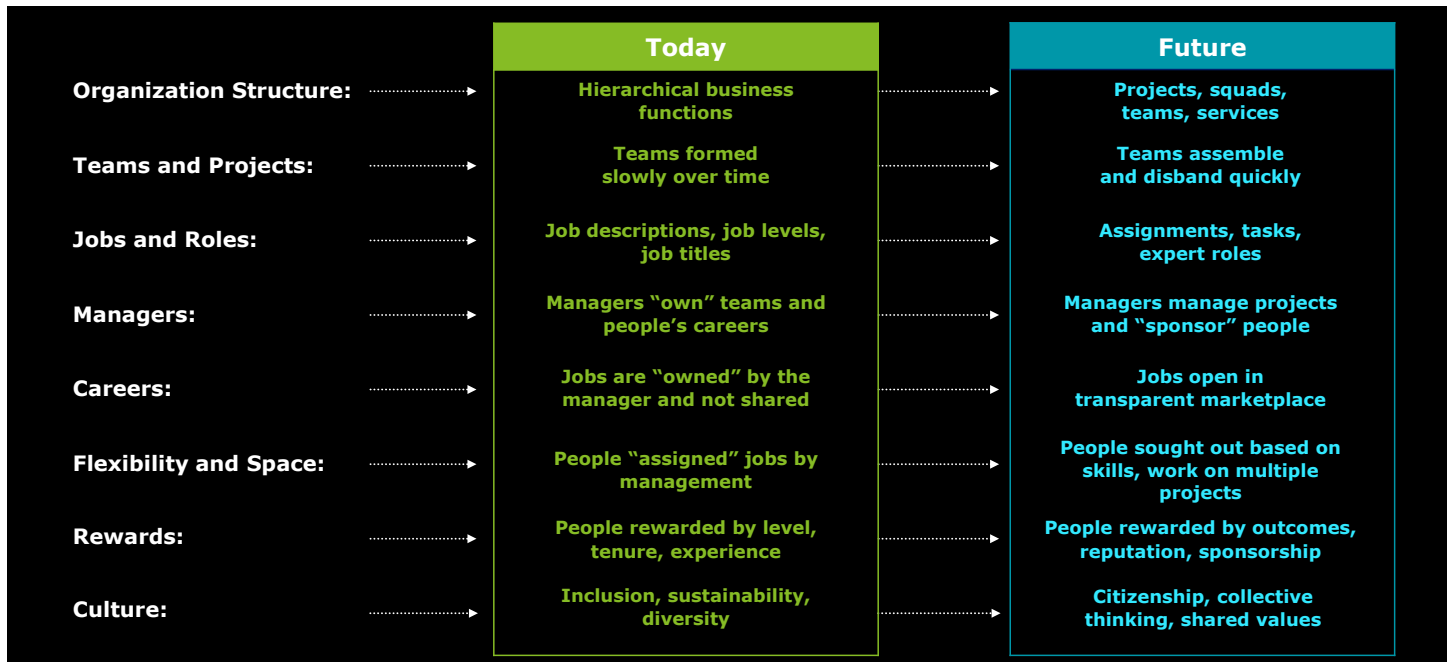 Today
Future
Organization Structure:
Hierarchical business
functions
Projects, squads,
teams, services
Teams and Projects:
Teams formed
slowly over time
Teams assemble
and disband quickly
Jobs and Roles:
Job descriptions, job levels,
job titles
Assignments, tasks,
expert roles
Managers:
Managers “own” teams and
people’s careers
Managers manage projects
and “sponsor” people
Careers:
Jobs are “owned” by the
manager and not shared
Jobs open in
transparent marketplace
Flexibility and Space:
People “assigned” jobs by
management
People sought out based on
skills, work on multiple
projects
Rewards:
People rewarded by level,
tenure, experience
People rewarded by outcomes,
reputation, sponsorship
Culture:
Inclusion, sustainability,
diversity
Citizenship, collective
thinking, shared values